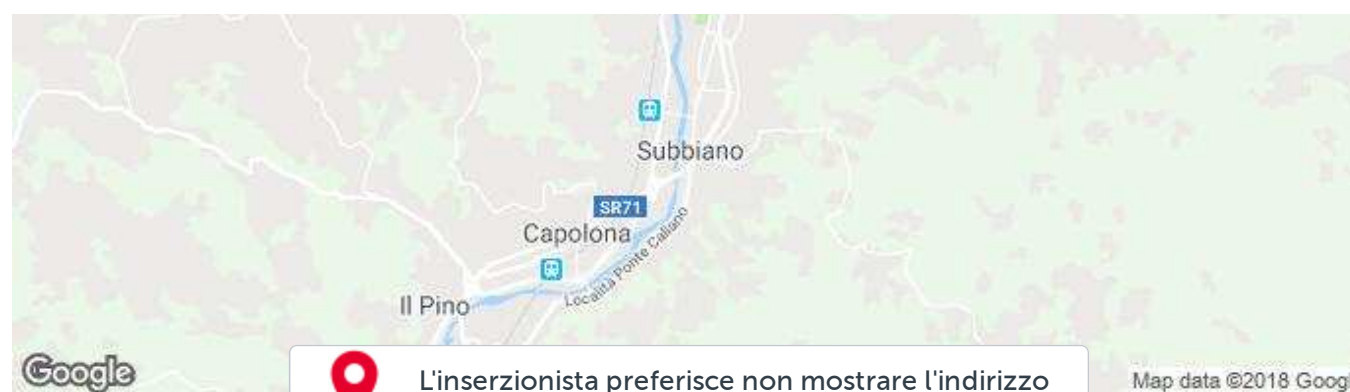 Subbiano
SR71
Capolona
Località Ponte Caliano
Il Pino
Google
L'inserzionista preferisce non mostrare l'indirizzo
Map data ©2018 Googl